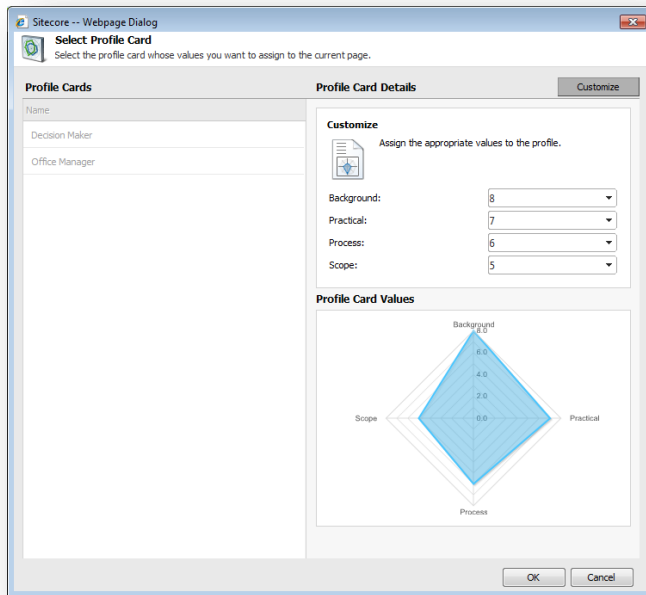 Sitecore -- Webpage Dialog
Select Profile Card
Select the profile card whose values you want to assign to the current page.
Profile Cards
Name
Decision Maker
Office Manager
Profile Card Details
Customize
Customize
Assign the appropriate values to the profile.
Background: 8
Practical: 7
Process: 6
Scope: 5
Profile Card Values
Background
8.0
6.0
4.0
2.0
Scope 0.0 Practical
Process
OK Cancel